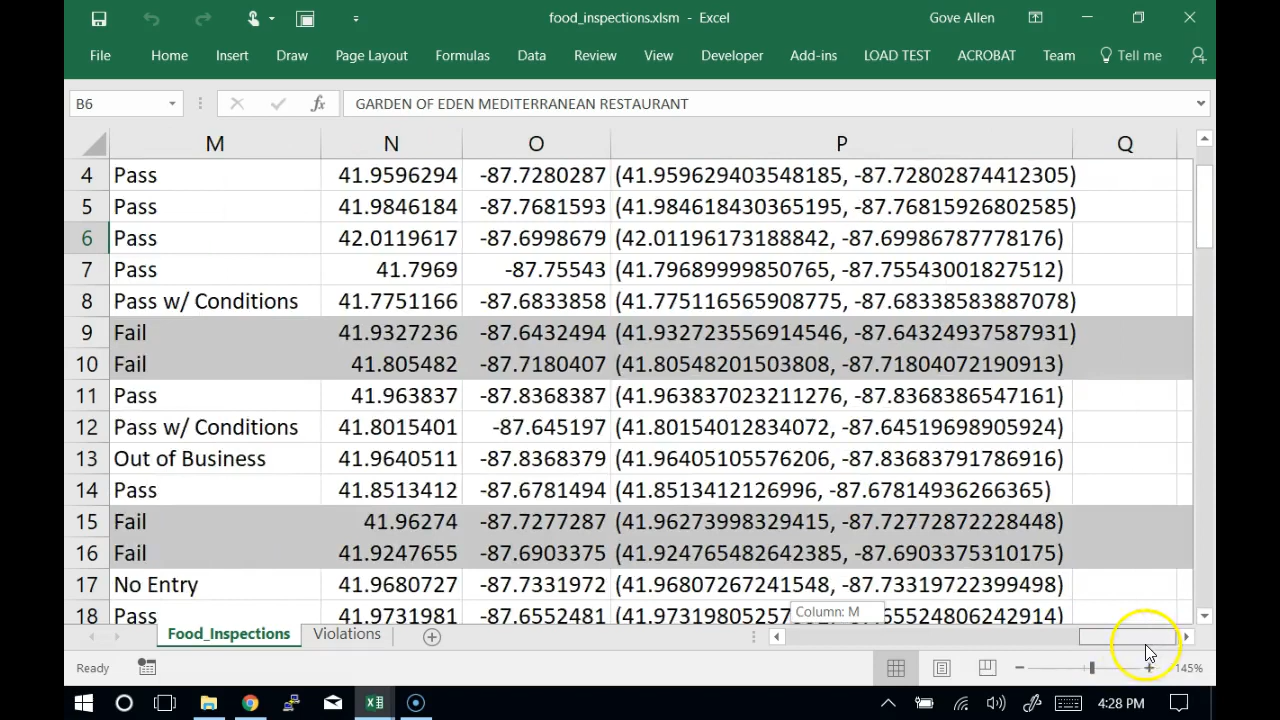 food_inspections.xlsm - Excel
Gove Allen
File Home Insert Draw Page Layout Formulas Data Review View Developer Add-ins LOAD TEST ACROBAT Team Tell me
B6 fx GARDEN OF EDEN MEDITERRANEAN RESTAURANT
M N O P Q
4 Pass 41.9596294 -87.7280287 (41.959629403548185, -87.72802874412305)
5 Pass 41.9846184 -87.7681593 (41.984618430365195, -87.76815926802585)
6 Pass 42.0119617 -87.6998679 (42.01196173188842, -87.69986787778176)
7 Pass 41.7969 -87.75543 (41.79689999850765, -87.755430001827512)
8 Pass w/ Conditions 41.7751166 -87.6833858 (41.775116565908775, -87.68338583887078)
9 Fail 41.9327236 -87.6432494 (41.932723556914546, -87.64324937587931)
10 Fail 41.805482 -87.7180407 (41.80548201503808, -87.71804072190913)
11 Pass 41.963837 -87.8368387 (41.963837023211276, -87.8368386547161)
12 Pass w/ Conditions 41.8015401 -87.645197 (41.80154012834072, -87.64519698905924)
13 Out of Business 41.9640511 -87.8368379 (41.96405105576206, -87.83683791786916)
14 Pass 41.8513412 -87.6781494 (41.8513412126996, -87.67814936266365)
15 Fail 41.96274 -87.7277287 (41.96273998329415, -87.72772872228448)
16 Fail 41.9247655 -87.6903375 (41.924765482642385, -87.6903375310175)
17 No Entry 41.9680727 -87.7331972 (41.96807267241548, -87.73319722399498)
18 Pass 41.9731981 -87.6552481
Column: M
Food_Inspections Violations
Ready 145%
4:28 PM